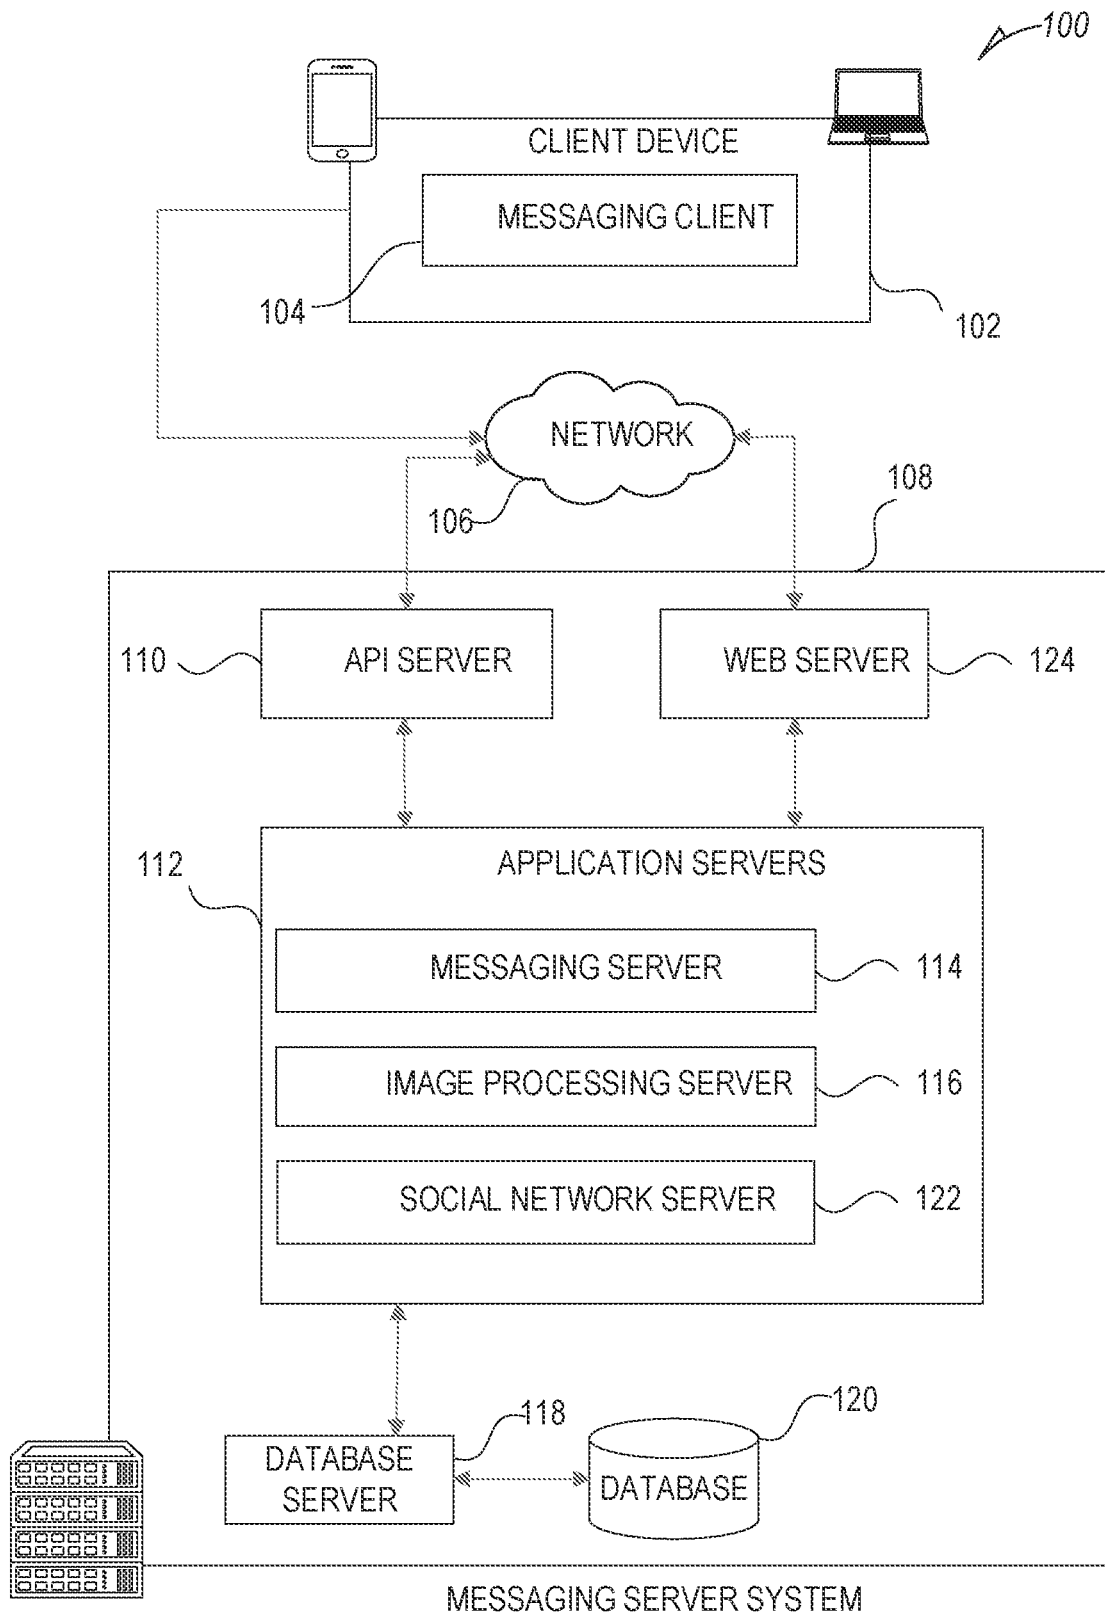 100
CLIENT DEVICE
MESSAGING CLIENT
104
102
NETWORK
106
108
110
API SERVER
WEB SERVER
124
112
APPLICATION SERVERS
MESSAGING SERVER
114
IMAGE PROCESSING SERVER
116
SOCIAL NETWORK SERVER
122
118
120
DATABASE
SERVER
DATABASE
MESSAGING SERVER SYSTEM